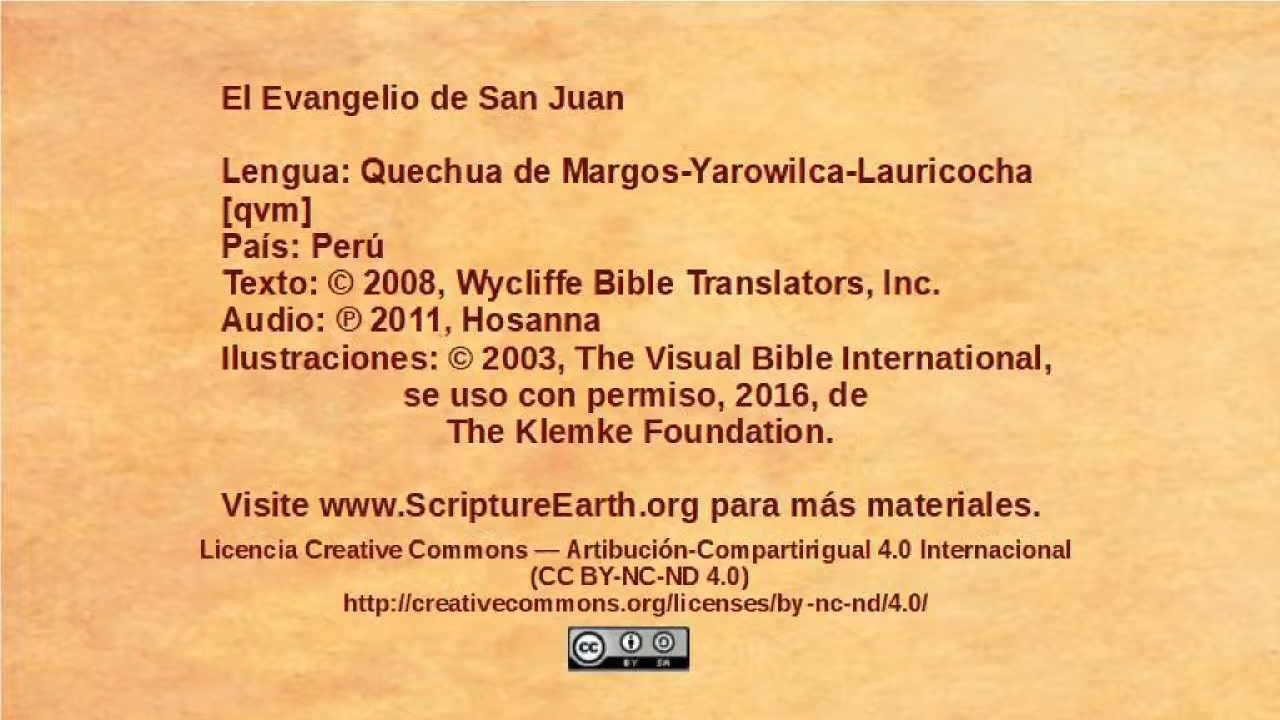 El Evangelio de San Juan
Lengua: Quechua de Margos-Yarowilca-Lauricocha
[qvm]
País: Perú
Texto: © 2008, Wycliffe Bible Translators, Inc.
Audio: ℗ 2011, Hosanna
Ilustraciones: © 2003, The Visual Bible International,
se uso con permiso, 2016, de
The Klemke Foundation.
Visite www.ScriptureEarth.org para más materiales.
Licencia Creative Commons — Artibución-Compartirigual 4.0 Internacional
(CC BY-NC-ND 4.0)
http://creativecommons.org/licenses/by-nc-nd/4.0/
cc BY SA